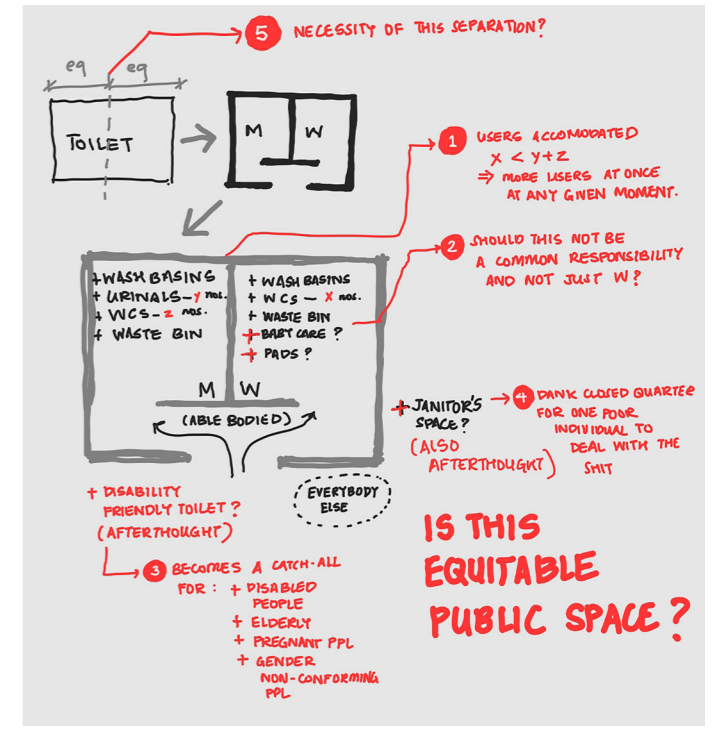 5 NECESSITY OF THIS SEPARATION?
eq eq
TOILET
M W
1 USERS ACCOMODATED
X < Y+Z
⇒ MORE USERS AT ONCE
AT ANY GIVEN MOMENT.
2 SHOULD THIS NOT BE
A COMMON RESPONSIBILITY
AND NOT JUST W?
+ WASH BASINS
+ URINALS – Y nos.
+ WCS – Z nos.
+ WASTE BIN
+ WASH BASINS
+ WCS – X nos.
+ WASTE BIN
+ BABY CARE ?
+ PADS ?
M W
(ABLE BODIED)
+ JANITOR'S
SPACE?
(ALSO
AFTERTHOUGHT)
4 DANK CLOSED QUARTER
FOR ONE POOR
INDIVIDUAL TO
DEAL WITH THE
SHIT
+ DISABILITY
FRIENDLY TOILET?
(AFTERTHOUGHT)
EVERYBODY
ELSE
3 BECOMES A CATCH-ALL
FOR : + DISABLED
PEOPLE
+ ELDERLY
+ PREGNANT PPL
+ GENDER
NON-CONFORMING
PPL
IS THIS
EQUITABLE
PUBLIC SPACE?